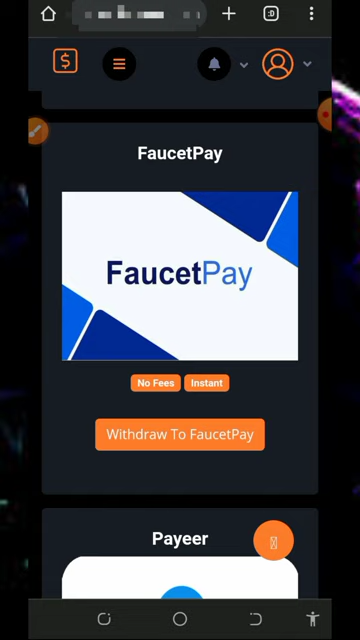 :D
$
FaucetPay
FaucetPay
No Fees
Instant
Withdraw To FaucetPay
Payeer